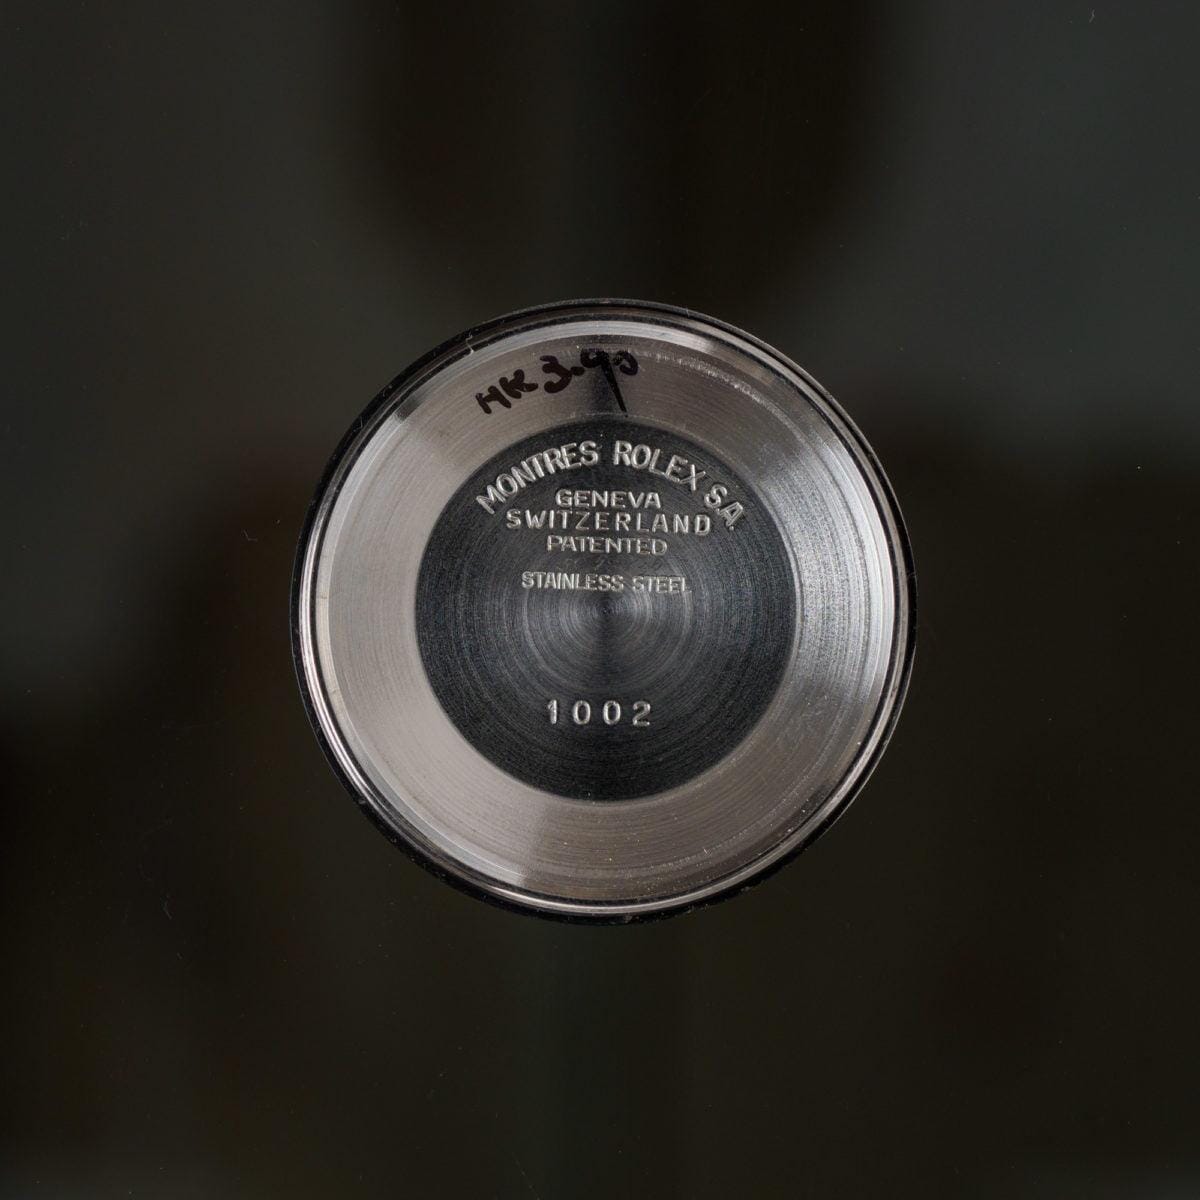 HK 3.90
MONTRES ROLEX S.A
GENEVA
SWITZERLAND
PATENTED
STAINLESS STEEL
1002